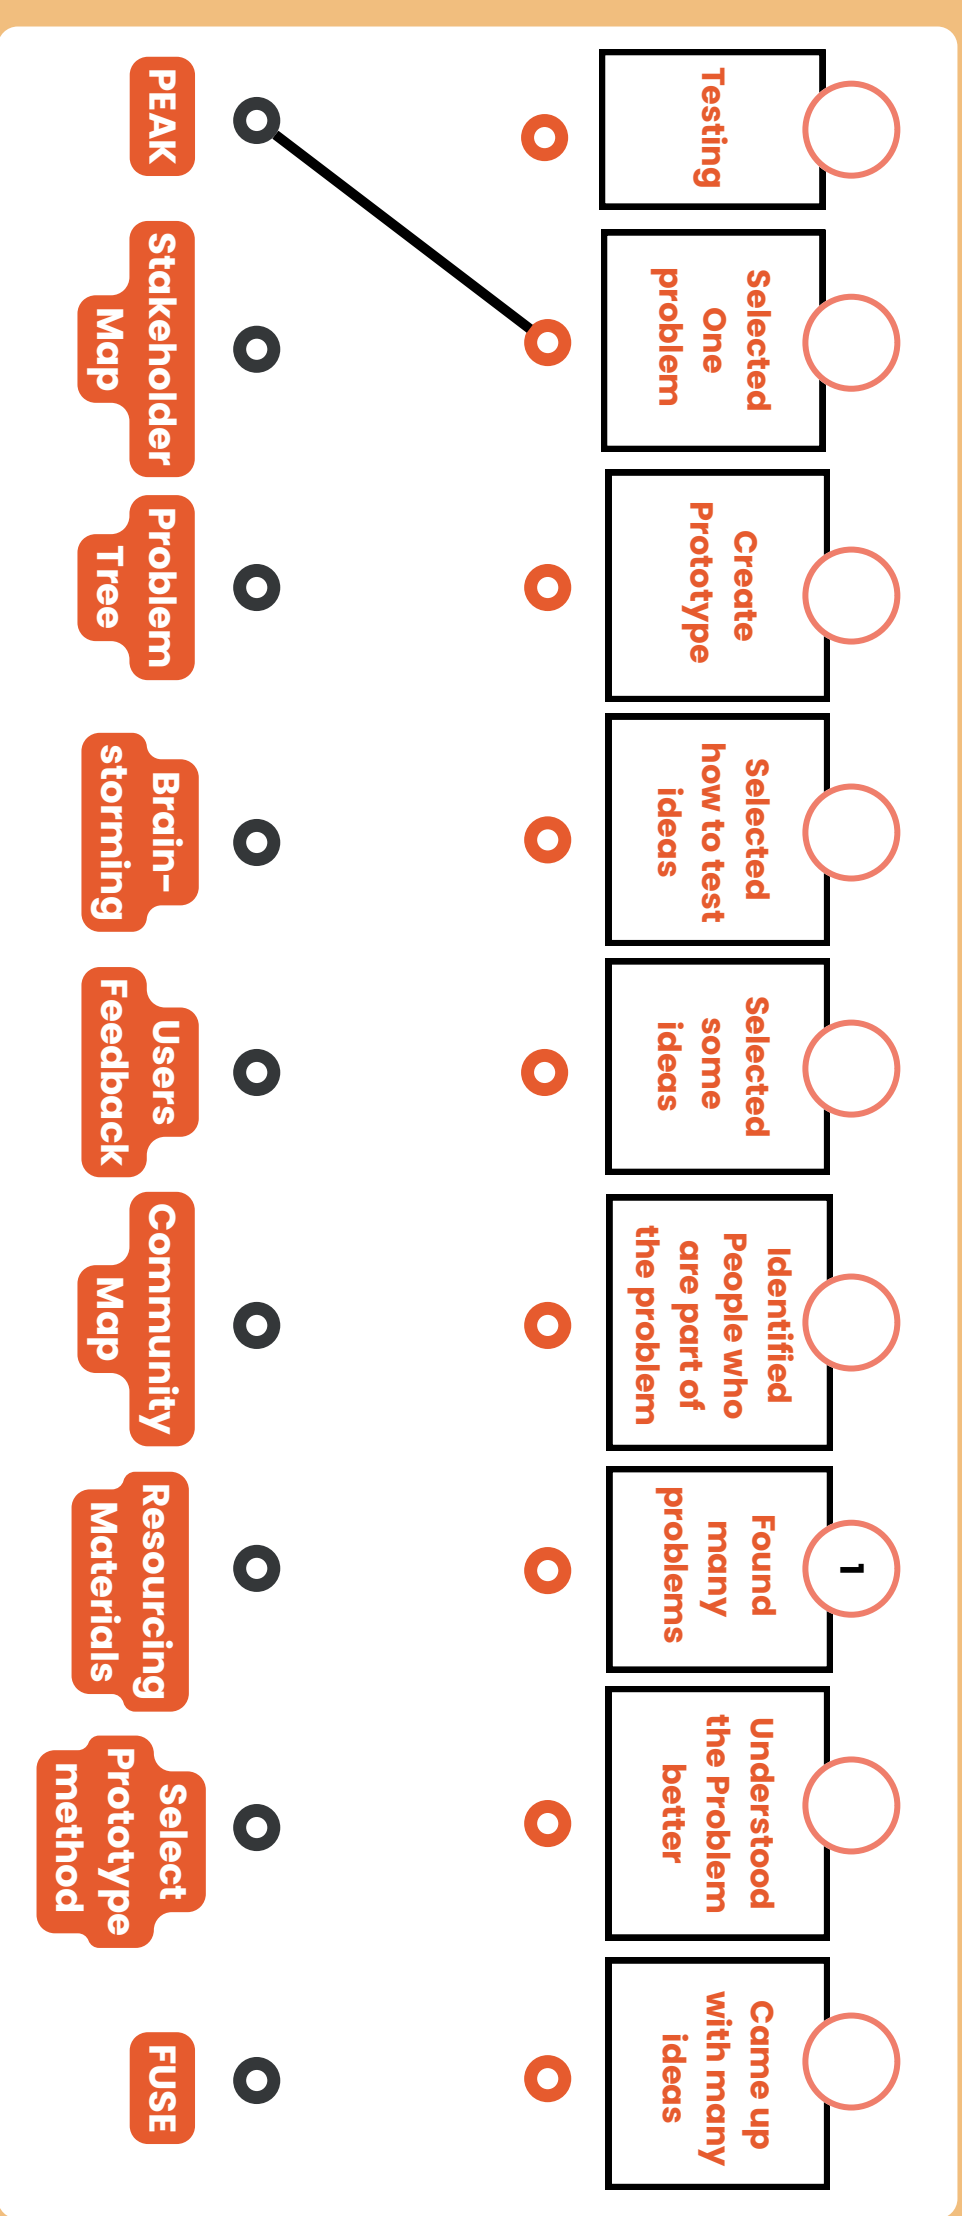 1
Testing
Selected
One
problem
Create
Prototype
Selected
how to test
ideas
Selected
some
ideas
Identified
People who
are part of
the problem
Found
many
problems
Understood
the Problem
better
Came up
with many
ideas
PEAK
Stakeholder
Map
Problem
Tree
Brain-
storming
Users
Feedback
Community
Map
Resourcing
Materials
Select
Prototype
method
FUSE